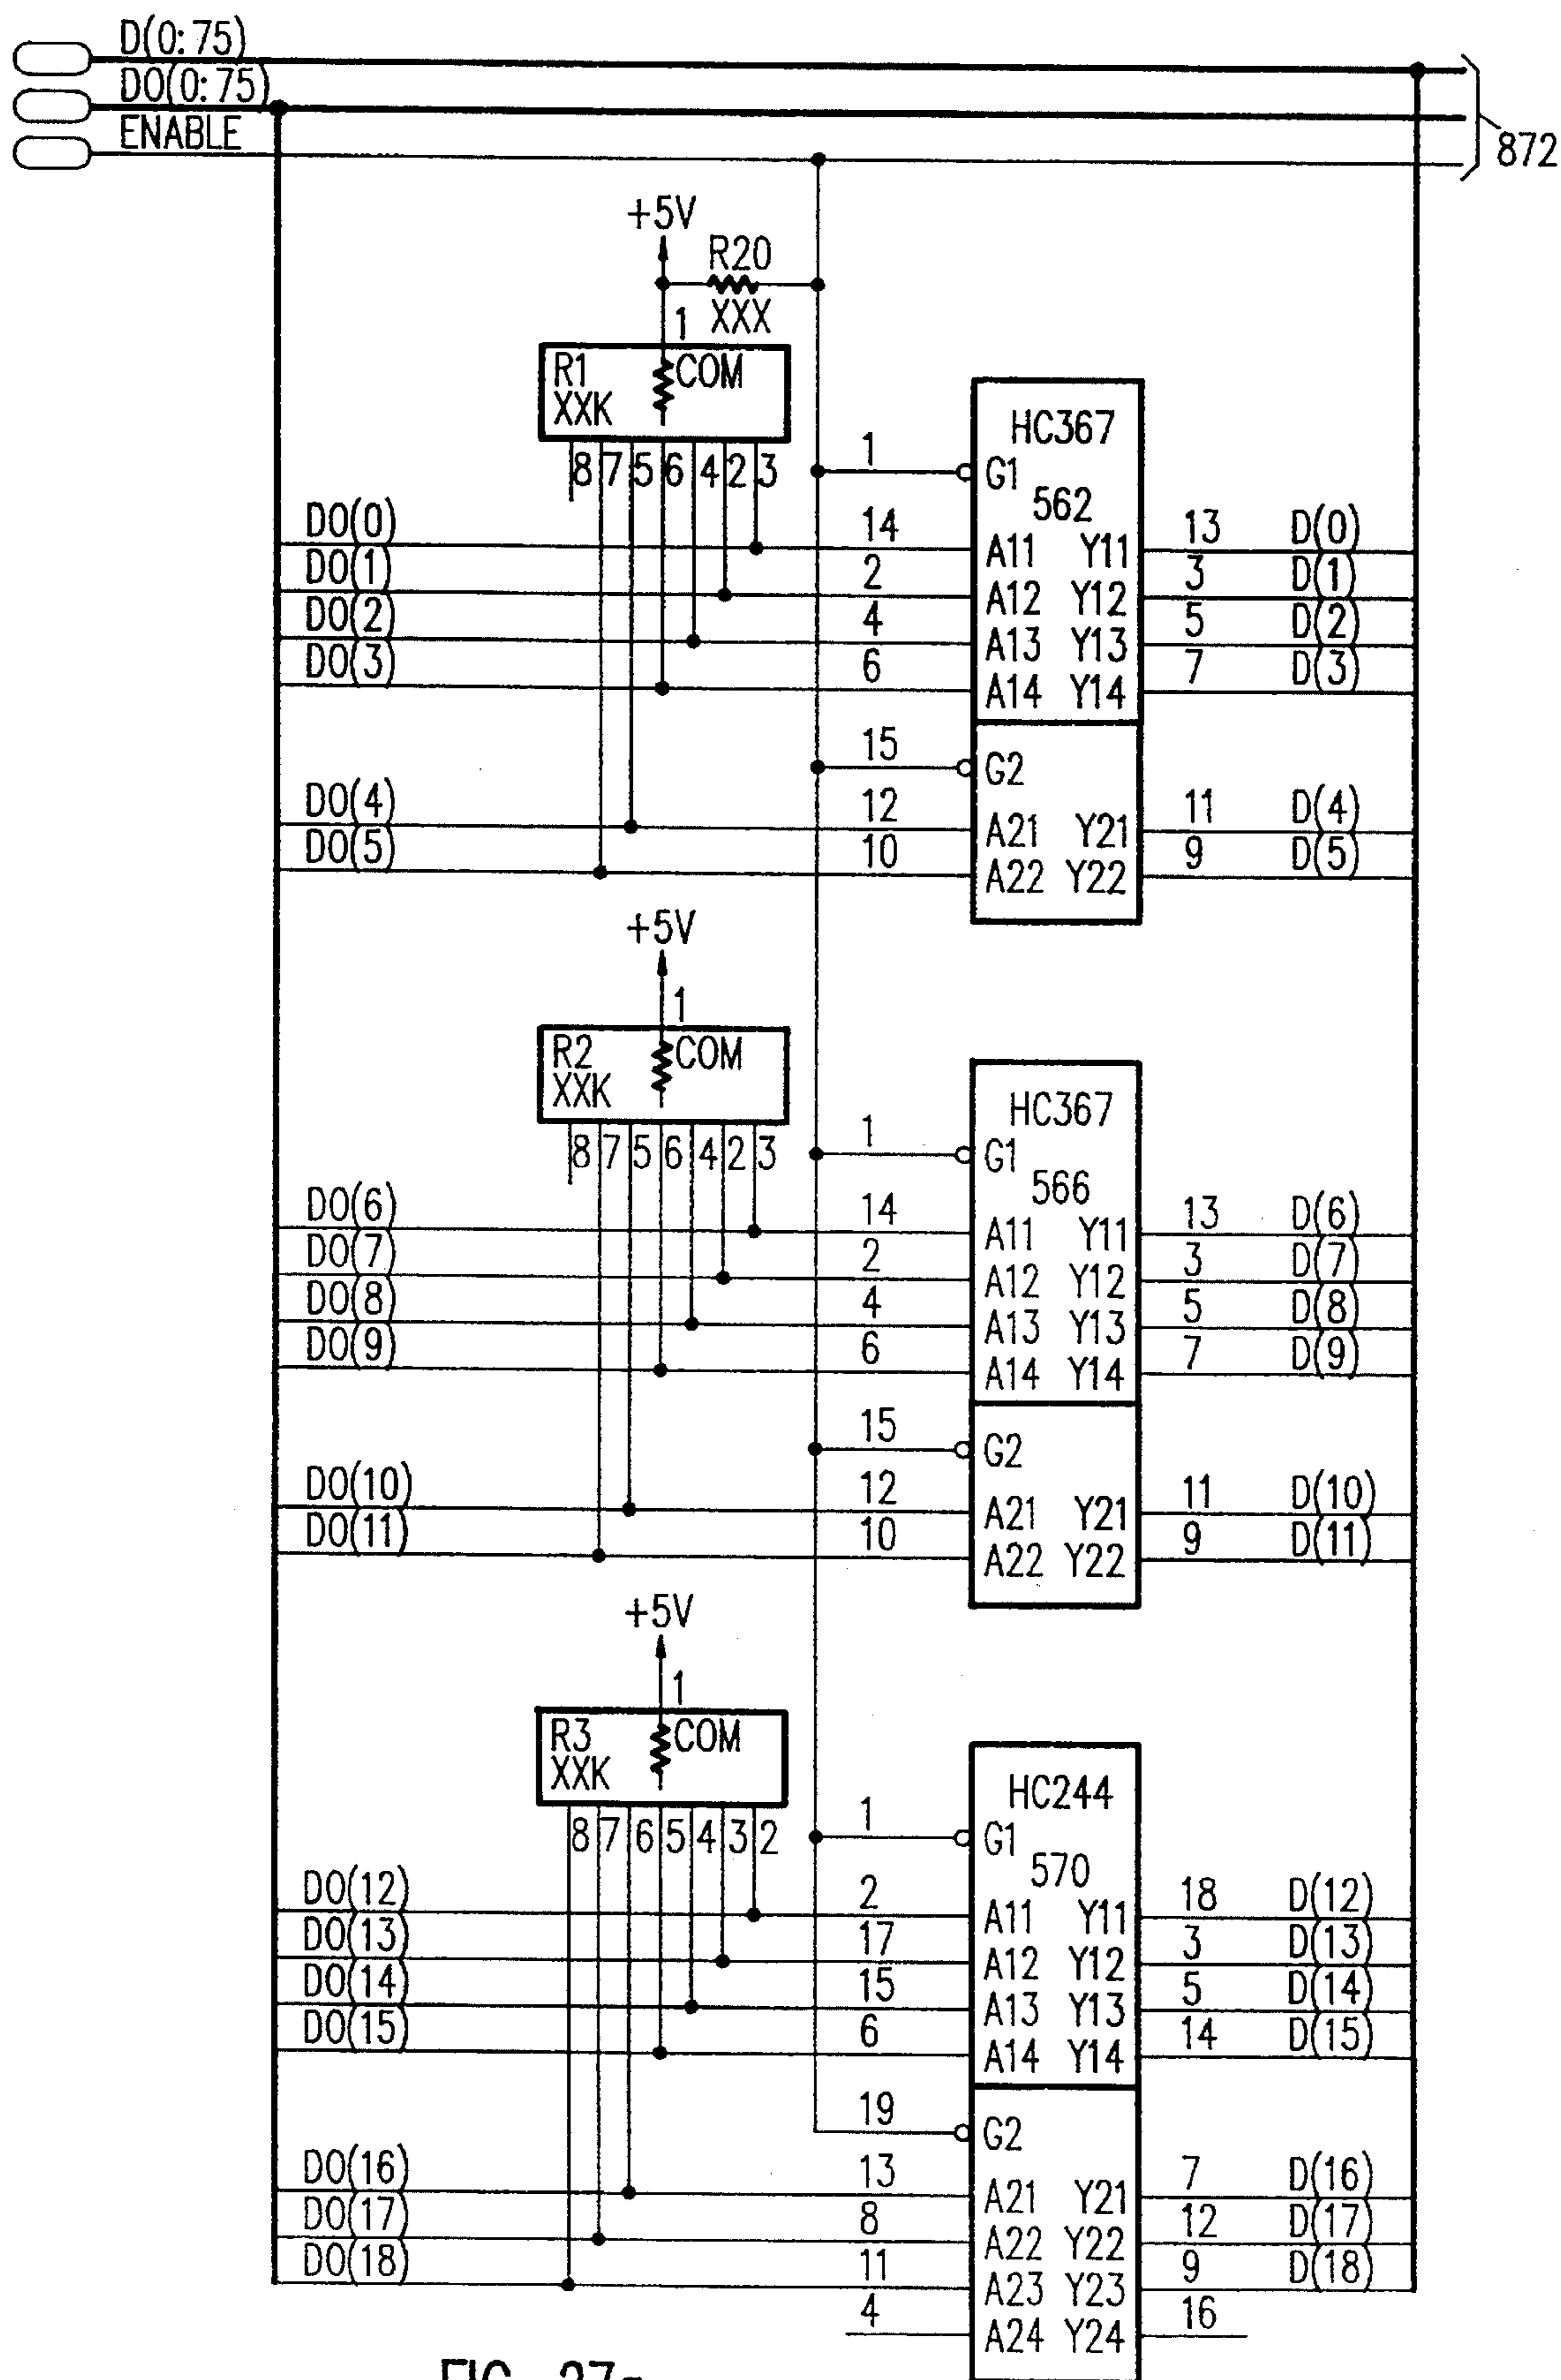 D(0:75)
DO(0:75)
ENABLE
872
+5V
R20
XXX
1
R1 COM
XXK
HC367
8 7 5 6 4 2 3
1 G1
562
DO(0) 14 A11 Y11 13 D(0)
DO(1) 2 A12 Y12 3 D(1)
DO(2) 4 A13 Y13 5 D(2)
DO(3) 6 A14 Y14 7 D(3)
15 G2
DO(4) 12 A21 Y21 11 D(4)
DO(5) 10 A22 Y22 9 D(5)
+5V
1
R2 COM
XXK
HC367
8 7 5 6 4 2 3
1 G1
566
DO(6) 14 A11 Y11 13 D(6)
DO(7) 2 A12 Y12 3 D(7)
DO(8) 4 A13 Y13 5 D(8)
DO(9) 6 A14 Y14 7 D(9)
15 G2
DO(10) 12 A21 Y21 11 D(10)
DO(11) 10 A22 Y22 9 D(11)
+5V
1
R3 COM
XXK
HC244
8 7 6 5 4 3 2
1 G1
570
DO(12) 2 A11 Y11 18 D(12)
DO(13) 17 A12 Y12 3 D(13)
DO(14) 15 A13 Y13 5 D(14)
DO(15) 6 A14 Y14 14 D(15)
19 G2
DO(16) 13 A21 Y21 7 D(16)
DO(17) 8 A22 Y22 12 D(17)
DO(18) 11 A23 Y23 9 D(18)
4 A24 Y24 16